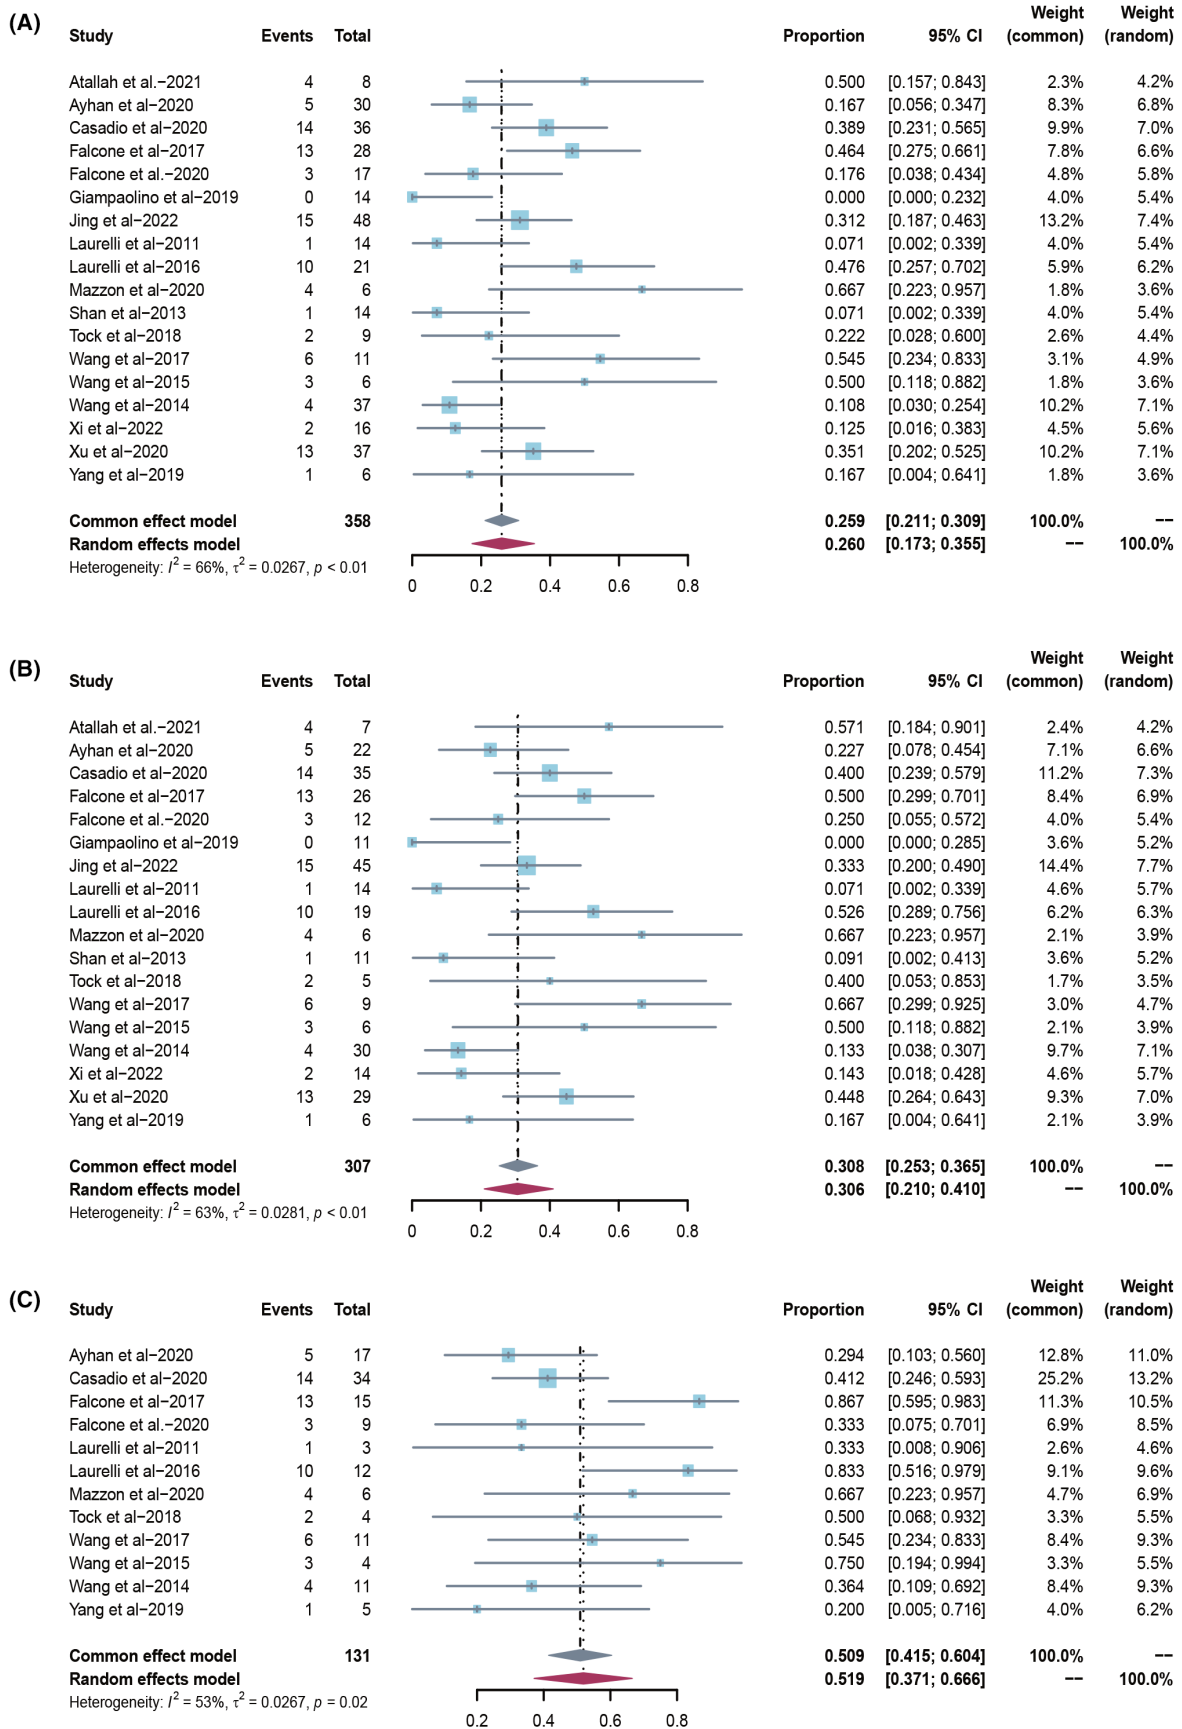 (A)
Study Events Total Proportion 95% CI Weight (common) Weight (random)
Atallah et al.−2021 4 8 0.500 [0.157; 0.843] 2.3% 4.2%
Ayhan et al−2020 5 30 0.167 [0.056; 0.347] 8.3% 6.8%
Casadio et al−2020 14 36 0.389 [0.231; 0.565] 9.9% 7.0%
Falcone et al−2017 13 28 0.464 [0.275; 0.661] 7.8% 6.6%
Falcone et al.−2020 3 17 0.176 [0.038; 0.434] 4.8% 5.8%
Giampaolino et al−2019 0 14 0.000 [0.000; 0.232] 4.0% 5.4%
Jing et al−2022 15 48 0.312 [0.187; 0.463] 13.2% 7.4%
Laurelli et al−2011 1 14 0.071 [0.002; 0.339] 4.0% 5.4%
Laurelli et al−2016 10 21 0.476 [0.257; 0.702] 5.9% 6.2%
Mazzon et al−2020 4 6 0.667 [0.223; 0.957] 1.8% 3.6%
Shan et al−2013 1 14 0.071 [0.002; 0.339] 4.0% 5.4%
Tock et al−2018 2 9 0.222 [0.028; 0.600] 2.6% 4.4%
Wang et al−2017 6 11 0.545 [0.234; 0.833] 3.1% 4.9%
Wang et al−2015 3 6 0.500 [0.118; 0.882] 1.8% 3.6%
Wang et al−2014 4 37 0.108 [0.030; 0.254] 10.2% 7.1%
Xi et al−2022 2 16 0.125 [0.016; 0.383] 4.5% 5.6%
Xu et al−2020 13 37 0.351 [0.202; 0.525] 10.2% 7.1%
Yang et al−2019 1 6 0.167 [0.004; 0.641] 1.8% 3.6%
Common effect model 358 0.259 [0.211; 0.309] 100.0% −−
Random effects model 0.260 [0.173; 0.355] −− 100.0%
Heterogeneity: I² = 66%, τ² = 0.0267, p < 0.01
0 0.2 0.4 0.6 0.8
(B)
Study Events Total Proportion 95% CI Weight (common) Weight (random)
Atallah et al.−2021 4 7 0.571 [0.184; 0.901] 2.4% 4.2%
Ayhan et al−2020 5 22 0.227 [0.078; 0.454] 7.1% 6.6%
Casadio et al−2020 14 35 0.400 [0.239; 0.579] 11.2% 7.3%
Falcone et al−2017 13 26 0.500 [0.299; 0.701] 8.4% 6.9%
Falcone et al.−2020 3 12 0.250 [0.055; 0.572] 4.0% 5.4%
Giampaolino et al−2019 0 11 0.000 [0.000; 0.285] 3.6% 5.2%
Jing et al−2022 15 45 0.333 [0.200; 0.490] 14.4% 7.7%
Laurelli et al−2011 1 14 0.071 [0.002; 0.339] 4.6% 5.7%
Laurelli et al−2016 10 19 0.526 [0.289; 0.756] 6.2% 6.3%
Mazzon et al−2020 4 6 0.667 [0.223; 0.957] 2.1% 3.9%
Shan et al−2013 1 11 0.091 [0.002; 0.413] 3.6% 5.2%
Tock et al−2018 2 5 0.400 [0.053; 0.853] 1.7% 3.5%
Wang et al−2017 6 9 0.667 [0.299; 0.925] 3.0% 4.7%
Wang et al−2015 3 6 0.500 [0.118; 0.882] 2.1% 3.9%
Wang et al−2014 4 30 0.133 [0.038; 0.307] 9.7% 7.1%
Xi et al−2022 2 14 0.143 [0.018; 0.428] 4.6% 5.7%
Xu et al−2020 13 29 0.448 [0.264; 0.643] 9.3% 7.0%
Yang et al−2019 1 6 0.167 [0.004; 0.641] 2.1% 3.9%
Common effect model 307 0.308 [0.253; 0.365] 100.0% −−
Random effects model 0.306 [0.210; 0.410] −− 100.0%
Heterogeneity: I² = 63%, τ² = 0.0281, p < 0.01
0 0.2 0.4 0.6 0.8
(C)
Study Events Total Proportion 95% CI Weight (common) Weight (random)
Ayhan et al−2020 5 17 0.294 [0.103; 0.560] 12.8% 11.0%
Casadio et al−2020 14 34 0.412 [0.246; 0.593] 25.2% 13.2%
Falcone et al−2017 13 15 0.867 [0.595; 0.983] 11.3% 10.5%
Falcone et al.−2020 3 9 0.333 [0.075; 0.701] 6.9% 8.5%
Laurelli et al−2011 1 3 0.333 [0.008; 0.906] 2.6% 4.6%
Laurelli et al−2016 10 12 0.833 [0.516; 0.979] 9.1% 9.6%
Mazzon et al−2020 4 6 0.667 [0.223; 0.957] 4.7% 6.9%
Tock et al−2018 2 4 0.500 [0.068; 0.932] 3.3% 5.5%
Wang et al−2017 6 11 0.545 [0.234; 0.833] 8.4% 9.3%
Wang et al−2015 3 4 0.750 [0.194; 0.994] 3.3% 5.5%
Wang et al−2014 4 11 0.364 [0.109; 0.692] 8.4% 9.3%
Yang et al−2019 1 5 0.200 [0.005; 0.716] 4.0% 6.2%
Common effect model 131 0.509 [0.415; 0.604] 100.0% −−
Random effects model 0.519 [0.371; 0.666] −− 100.0%
Heterogeneity: I² = 53%, τ² = 0.0267, p = 0.02
0.2 0.4 0.6 0.8